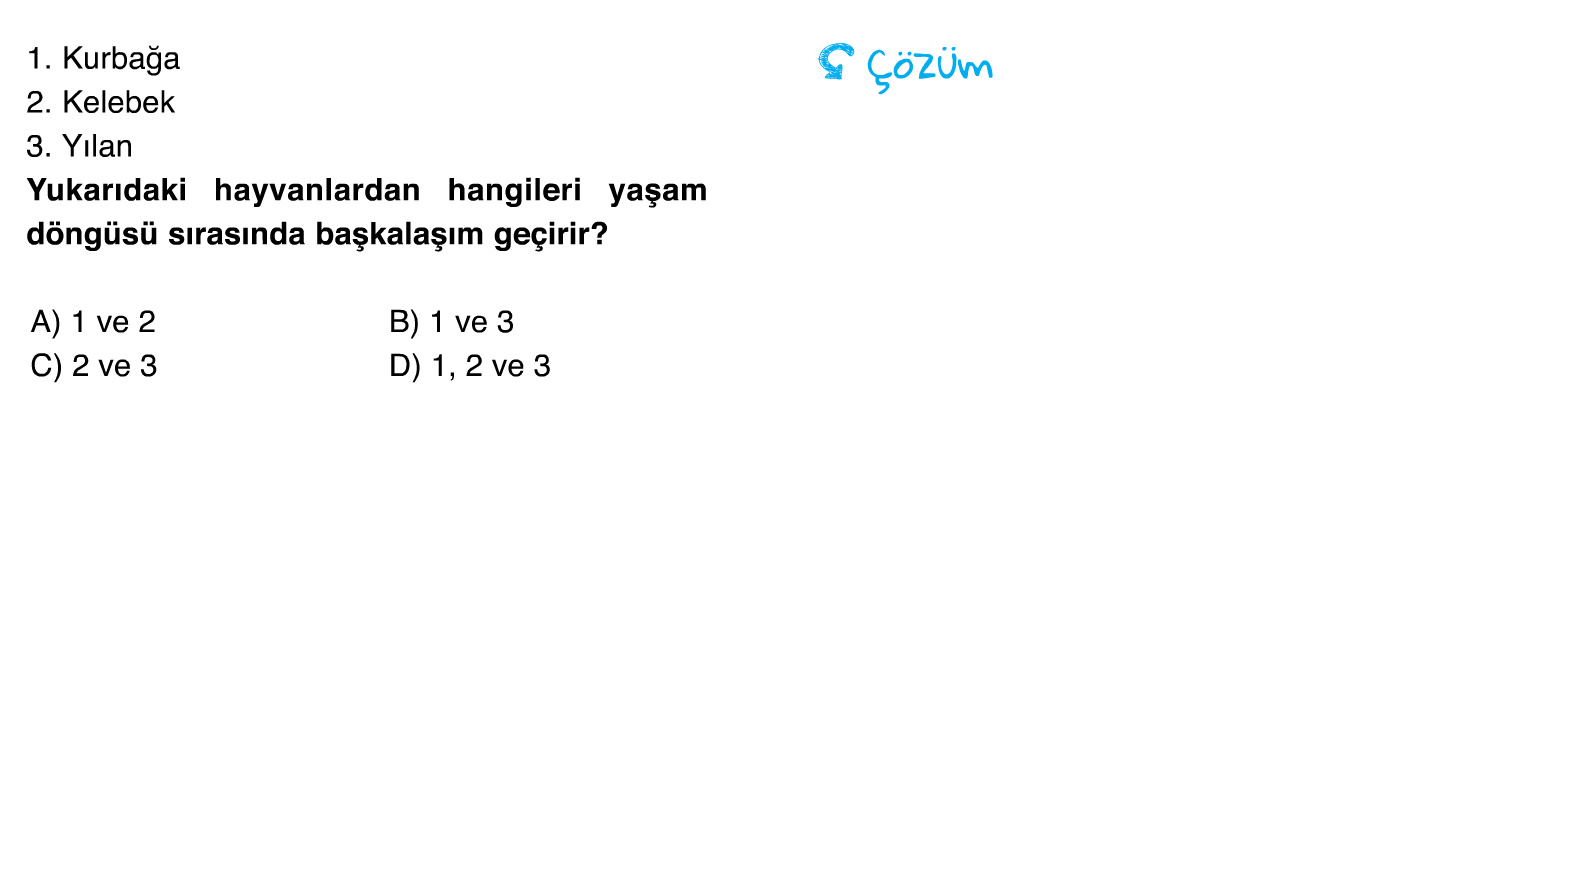 1. Kurbağa
2. Kelebek
3. Yılan
Yukarıdaki hayvanlardan hangileri yaşam
döngüsü sırasında başkalaşım geçirir?
A) 1 ve 2 B) 1 ve 3
C) 2 ve 3 D) 1, 2 ve 3
Çözüm